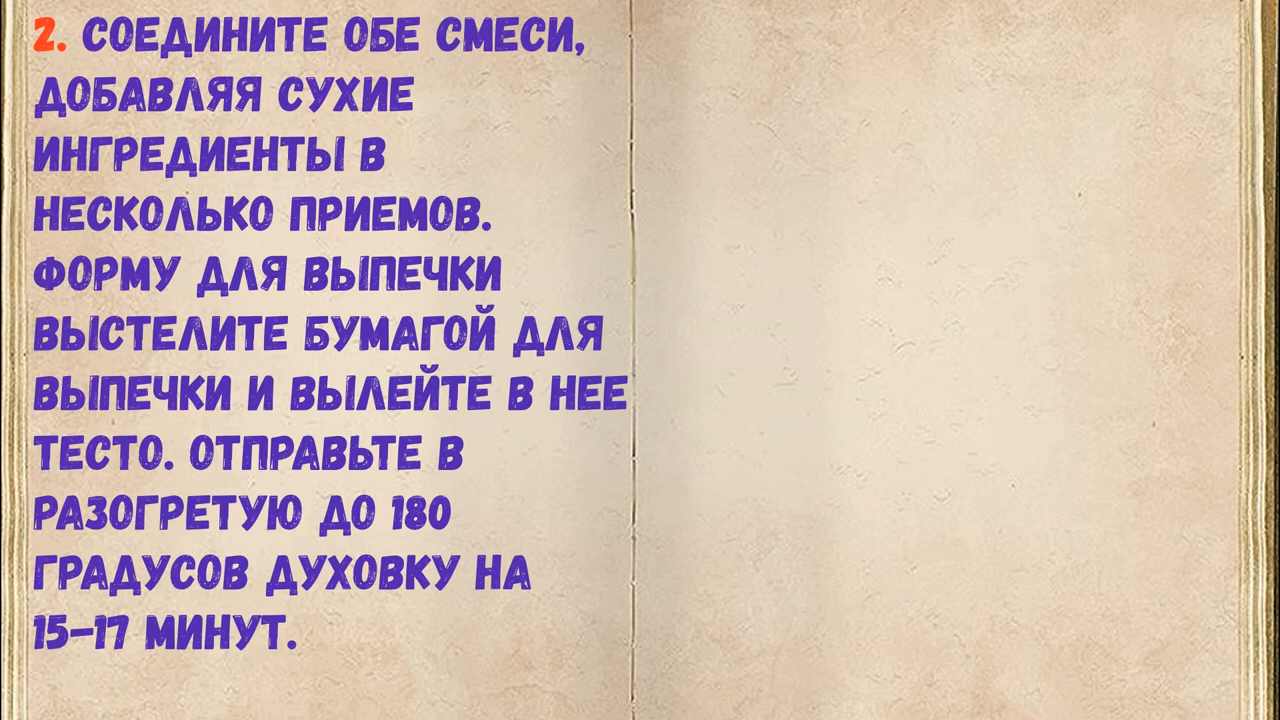 2. СОЕДИНИТЕ ОБЕ СМЕСИ,
ДОБАВЛЯЯ СУХИЕ
ИНГРЕДИЕНТЫ В
НЕСКОЛЬКО ПРИЕМОВ.
ФОРМУ ДЛЯ ВЫПЕЧКИ
ВЫСТЕЛИТЕ БУМАГОЙ ДЛЯ
ВЫПЕЧКИ И ВЫЛЕЙТЕ В НЕЕ
ТЕСТО. ОТПРАВЬТЕ В
РАЗОГРЕТУЮ ДО 180
ГРАДУСОВ ДУХОВКУ НА
15-17 МИНУТ.